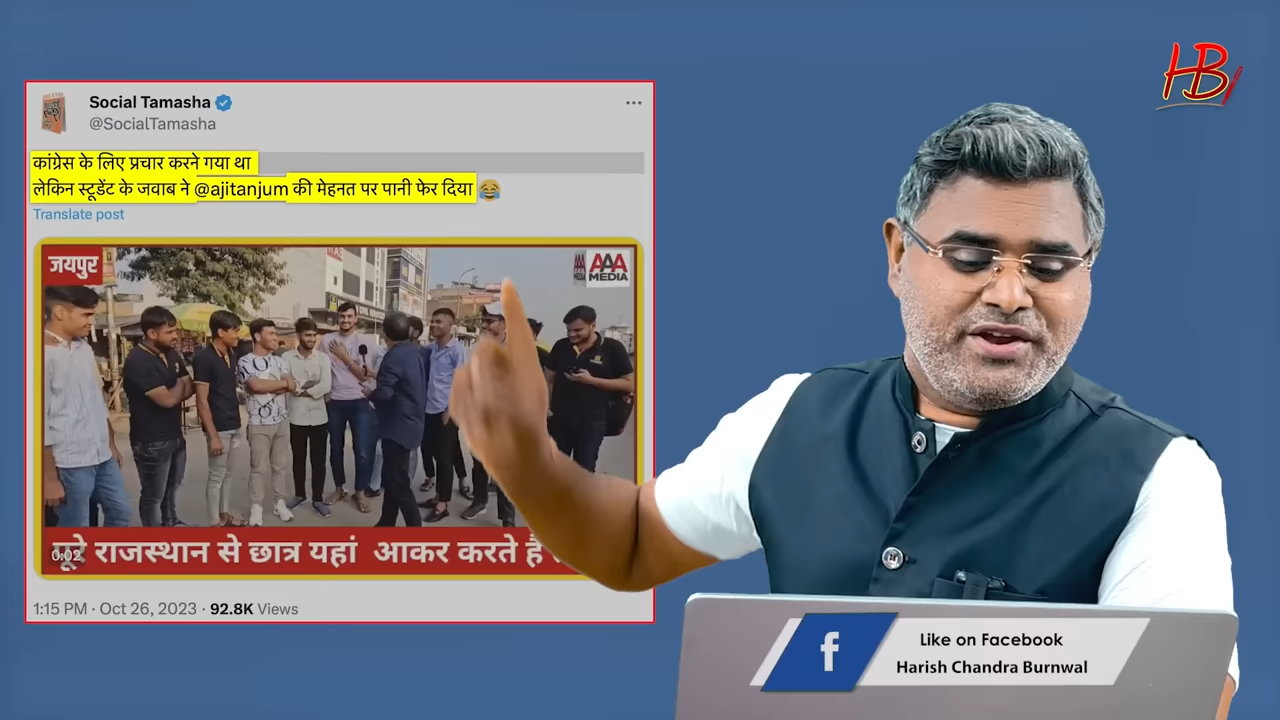 HB
Social Tamasha
@SocialTamasha
कांग्रेस के लिए प्रचार करने गया था
लेकिन स्टूडेंट के जवाब ने @ajitanjum की मेहनत पर पानी फेर दिया 😂
Translate post
जयपुर
AAA
MEDIA
राजस्थान से छात्र यहां आकर करते है
0:02
1:15 PM · Oct 26, 2023 · 92.8K Views
f
Like on Facebook
Harish Chandra Burnwal